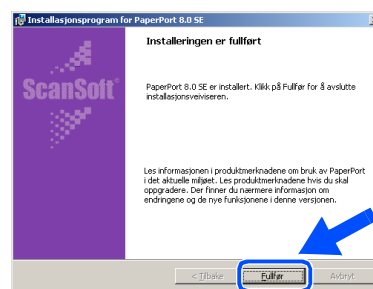 Installasjonsprogram for PaperPort 8.0 SE
Installeringen er fullført
ScanSoft®
PaperPort 8.0 SE er installert. Klikk på Fullfør for å avslutte
installasjonsveiviseren.
Les informasjonen i produktmerknadene om bruk av PaperPort
i det aktuelle miljøet. Les produktmerknadene hvis du skal
oppgradere. Der finner du nærmere informasjon om
endringene og de nye funksjonene i denne versjonen.
< Tilbake
Fullfør
Avbryt